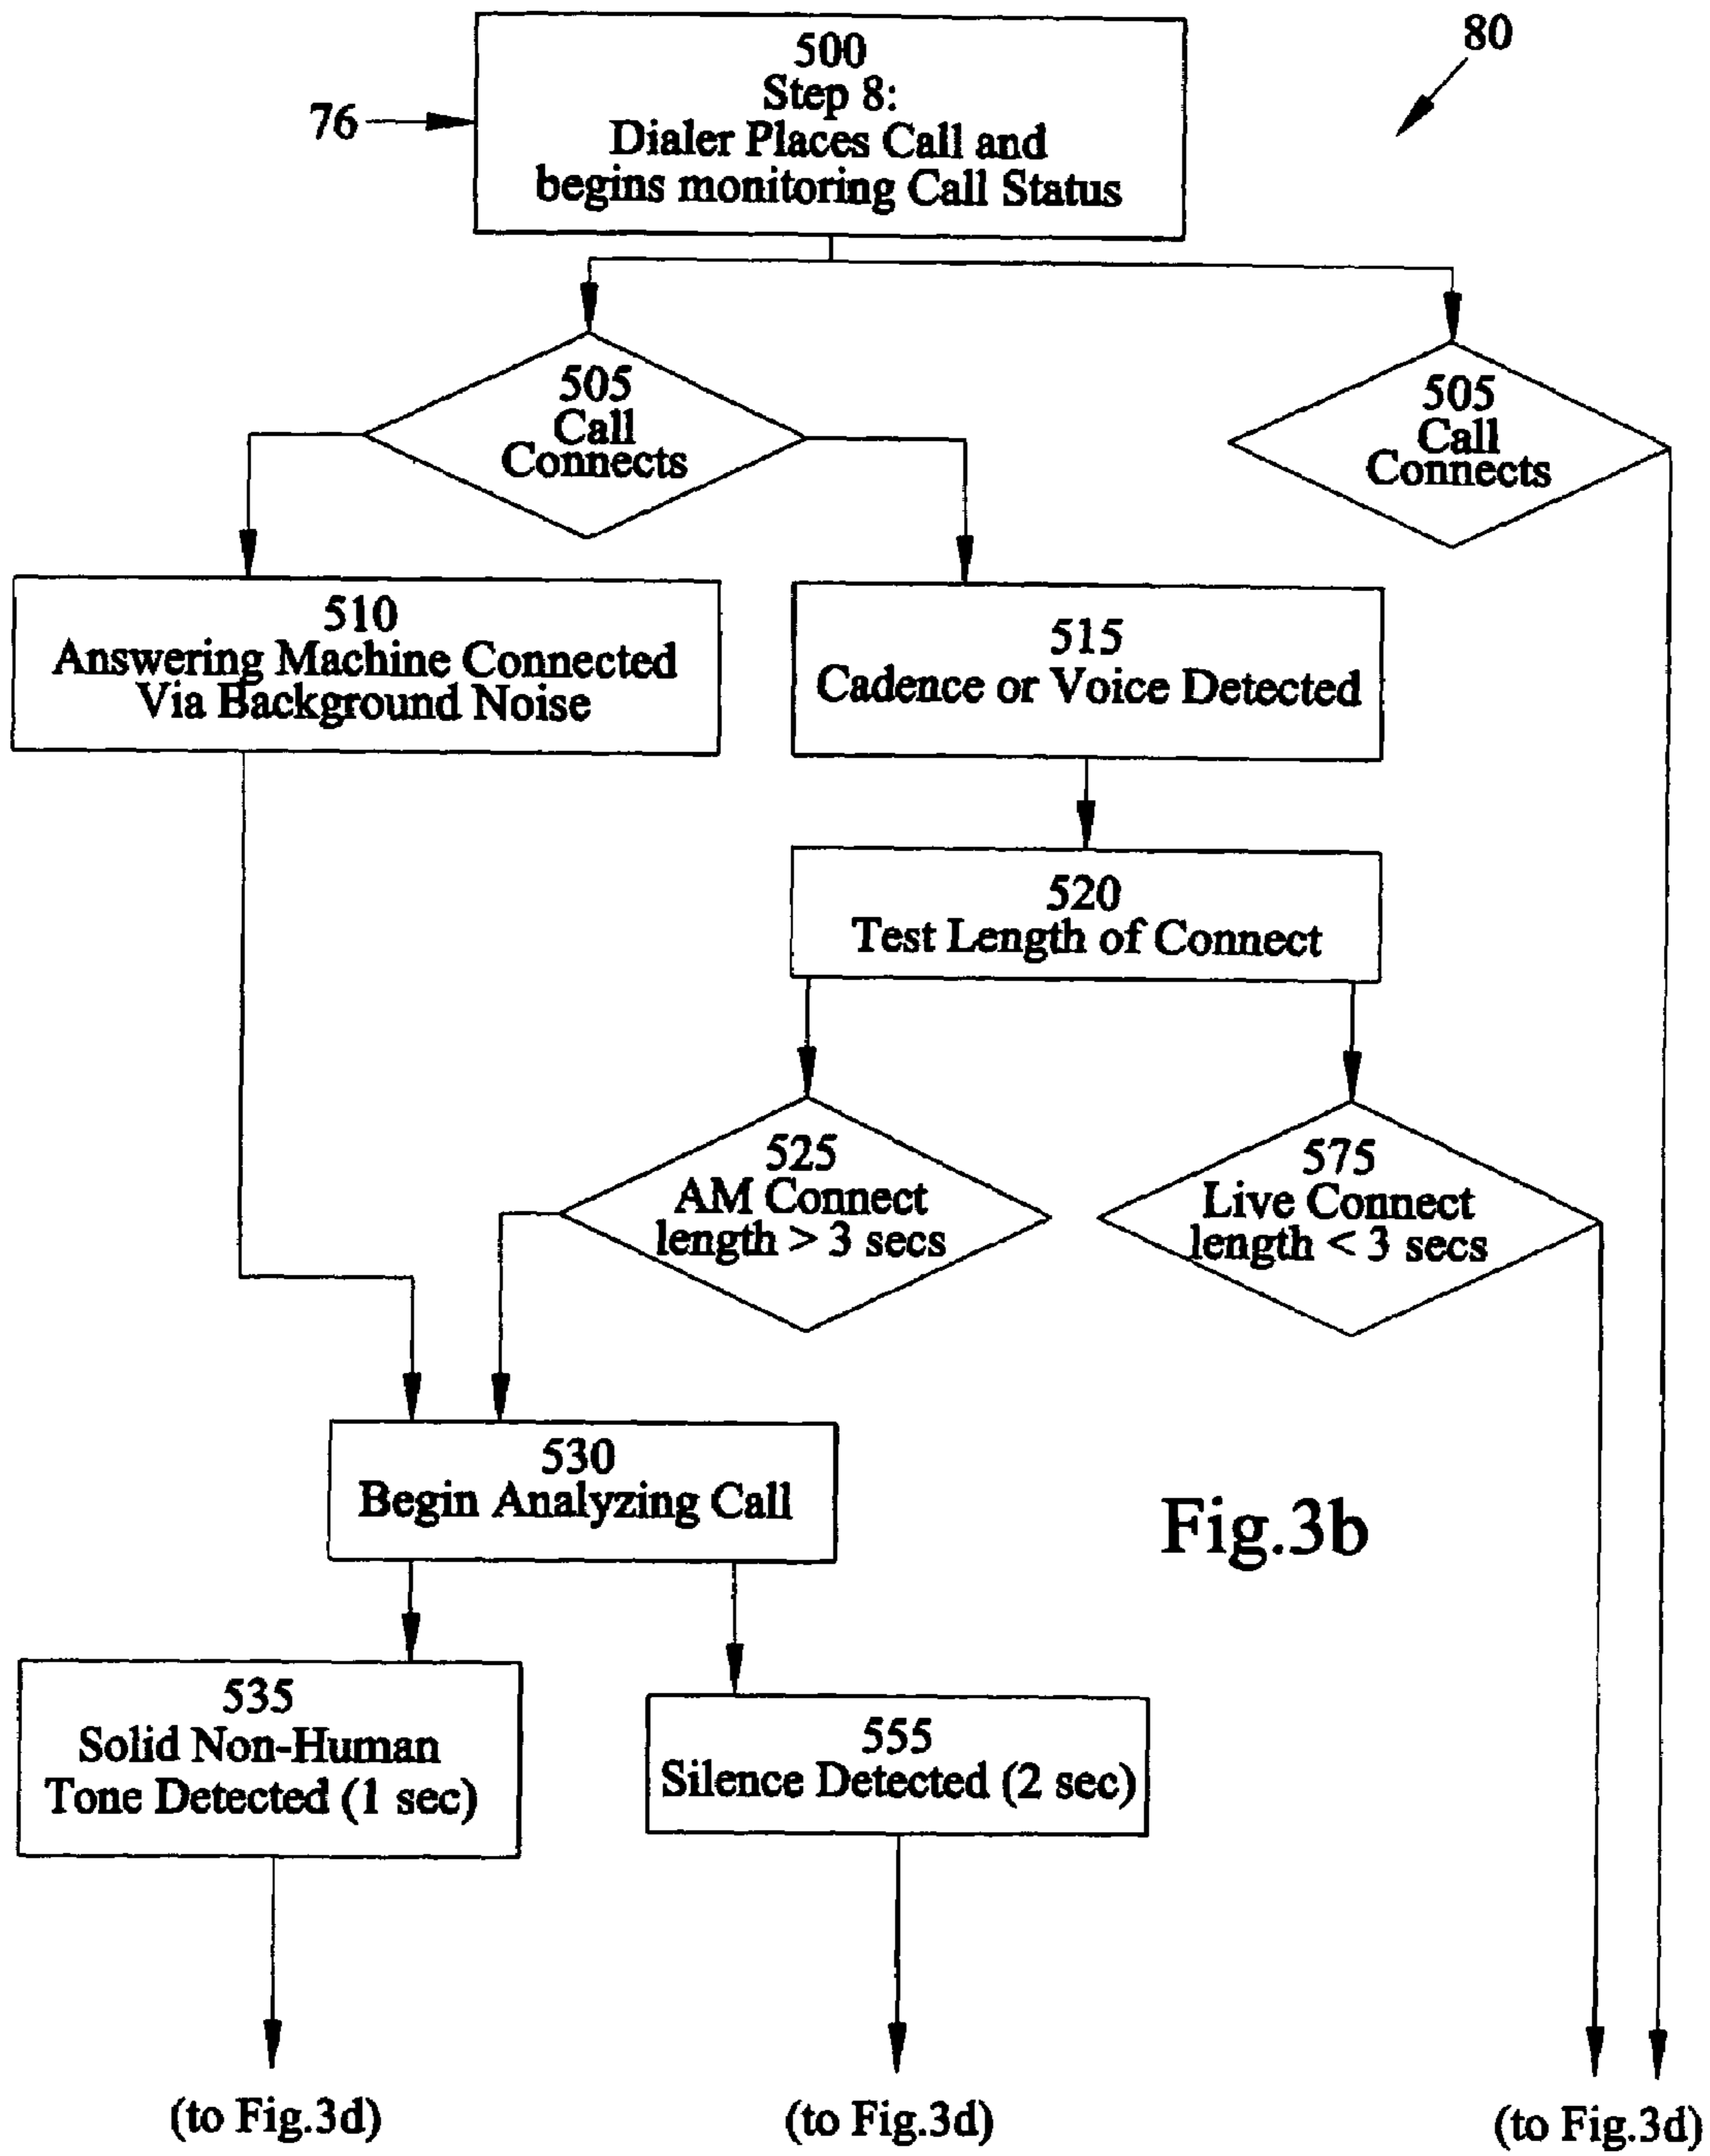 80
500
Step 8:
Dialer Places Call and
begins monitoring Call Status
76
505
Call
Connects
505
Call
Connects
510
Answering Machine Connected
Via Background Noise
515
Cadence or Voice Detected
520
Test Length of Connect
525
AM Connect
length > 3 secs
575
Live Connect
length < 3 secs
530
Begin Analyzing Call
Fig.3b
535
Solid Non-Human
Tone Detected (1 sec)
555
Silence Detected (2 sec)
(to Fig.3d)
(to Fig.3d)
(to Fig.3d)